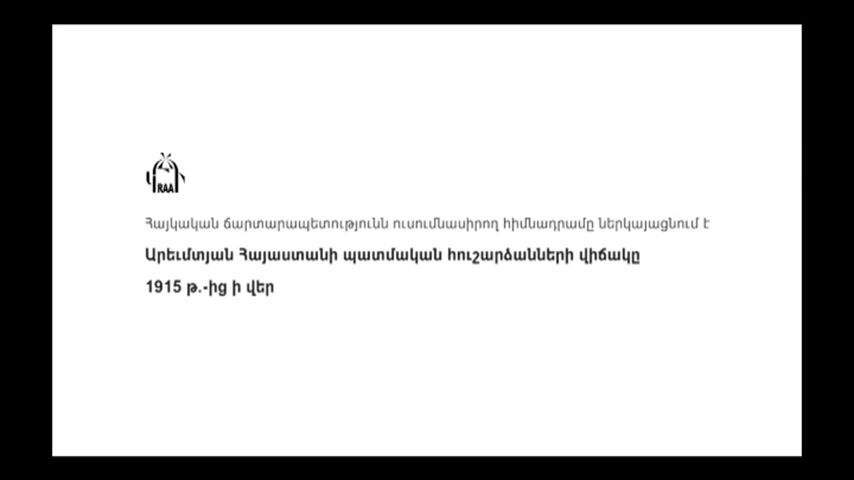 RAA
Հայկական ճարտարապետությունն ուսումնասիրող հիմնադրամը ներկայացնում է
Արեւմտյան Հայաստանի պատմական հուշարձանների վիճակը
1915 թ.-ից ի վեր